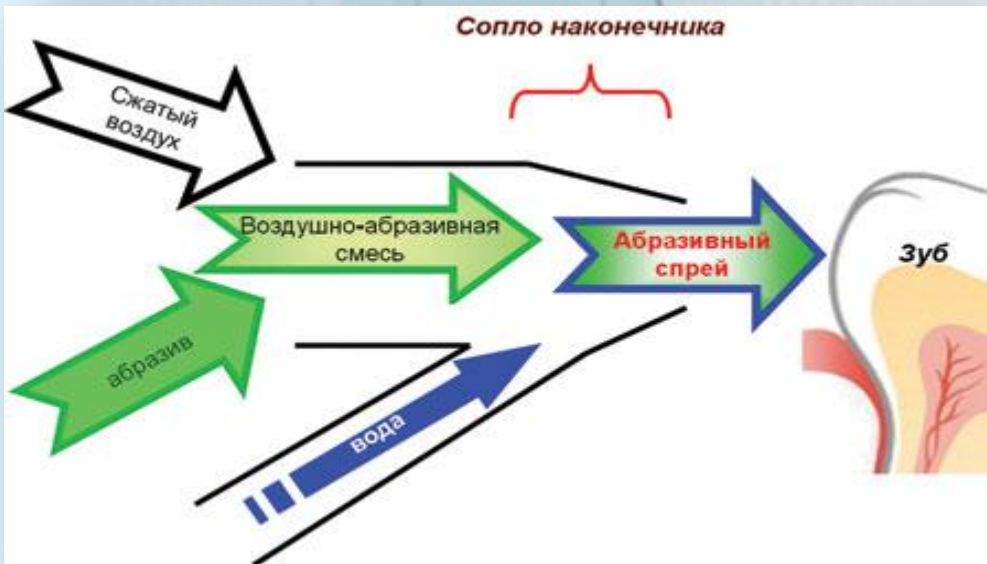 Сопло наконечника
Сжатый
воздух
Воздушно-абразивная
смесь
Абразивный
спрей
Зуб
абразив
вода